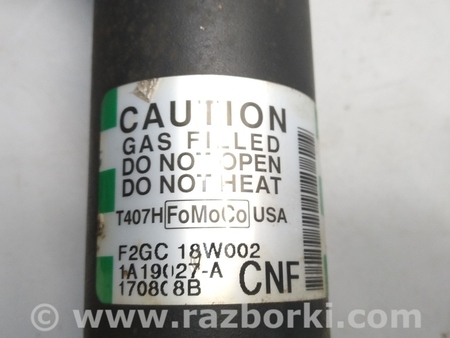 CAUTION
GAS FILLED
DO NOT OPEN
DO NOT HEAT
T407H FoMoCo USA
F2GC 18W002
1A19027-A CNF
170808B
www.razborki.com